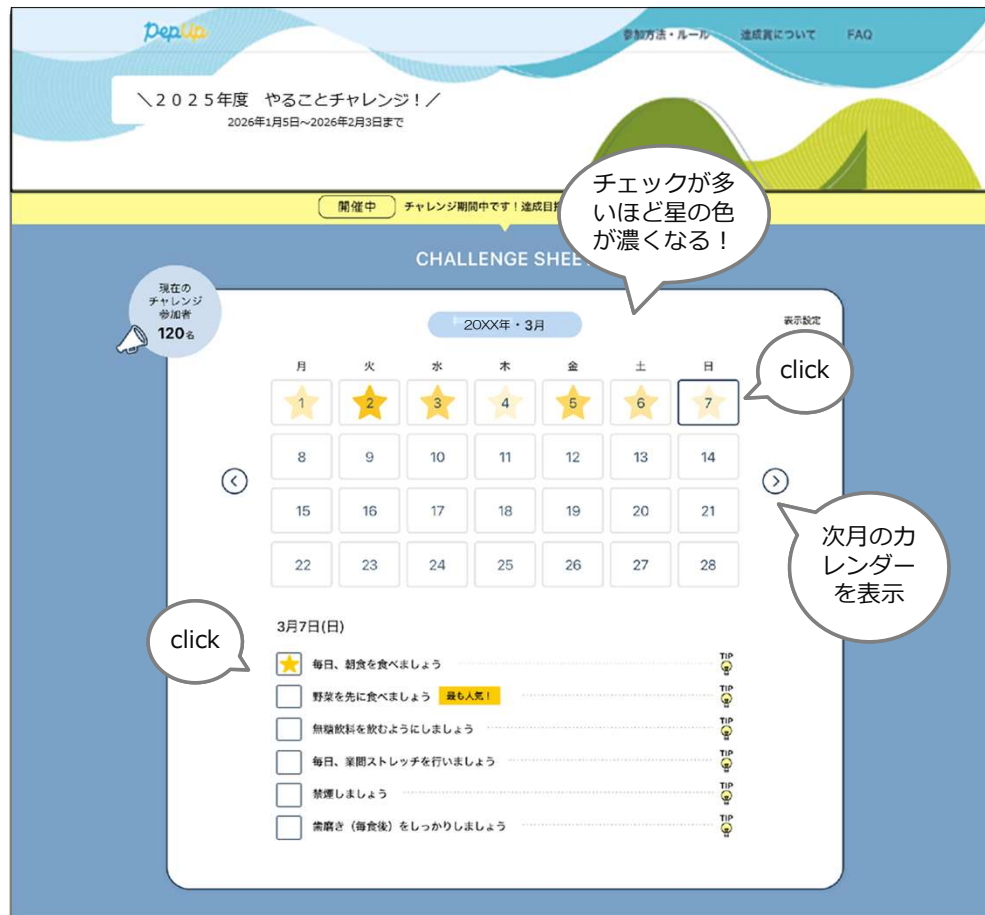 PepUp
参加方法・ルール 達成賞について FAQ
＼２０２５年度 やることチャレンジ！／
2026年1月5日～2026年2月3日まで
開催中 チャレンジ期間中です！達成目
チェックが多
いほど星の色
が濃くなる！
CHALLENGE SHEE
現在の
チャレンジ
参加者
120名
20XX年・3月
表示設定
月 火 水 木 金 土 日
click
1 2 3 4 5 6 7
8 9 10 11 12 13 14
15 16 17 18 19 20 21
22 23 24 25 26 27 28
次月のカ
レンダー
を表示
click
3月7日(日)
毎日、朝食を食べましょう TIP
野菜を先に食べましょう 最も人気！ TIP
無糖飲料を飲むようにしましょう TIP
毎日、業間ストレッチを行いましょう TIP
禁煙しましょう TIP
歯磨き（毎食後）をしっかりしましょう TIP